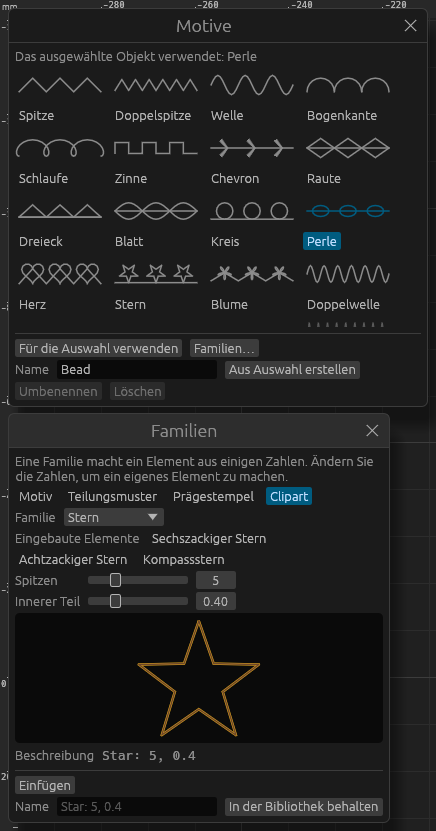 mm -280 -260 -240 -220
Motive
Das ausgewählte Objekt verwendet: Perle
Spitze Doppelspitze Welle Bogenkante
Schlaufe Zinne Chevron Raute
Dreieck Blatt Kreis Perle
Herz Stern Blume Doppelwelle
Für die Auswahl verwenden Familien...
Name Bead Aus Auswahl erstellen
Umbenennen Löschen
Familien
Eine Familie macht ein Element aus einigen Zahlen. Ändern Sie
die Zahlen, um ein eigenes Element zu machen.
Motiv Teilungsmuster Prägestempel Clipart
Familie Stern
Eingebaute Elemente Sechszackiger Stern
Achtzackiger Stern Kompassstern
Spitzen 5
Innerer Teil 0.40
Beschreibung Star: 5, 0.4
Einfügen
Name Star: 5, 0.4 In der Bibliothek behalten